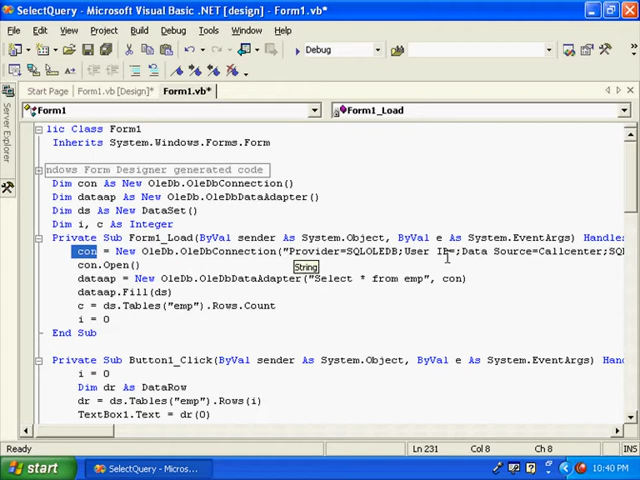 SelectQuery - Microsoft Visual Basic .NET [design] - Form1.vb*
File Edit View Project Build Debug Tools Window Help
Debug
Start Page Form1.vb [Design]* Form1.vb*
Form1 Form1_Load
Server Explorer
lic Class Form1
Inherits System.Windows.Forms.Form
ndows Form Designer generated code
Dim con As New OleDb.OleDbConnection()
Dim dataap As New OleDb.OleDbDataAdapter()
Dim ds As New DataSet()
Dim i, c As Integer
Private Sub Form1_Load(ByVal sender As System.Object, ByVal e As System.EventArgs) Handles
con = New OleDb.OleDbConnection("Provider=SQLOLEDB;User ID=;Data Source=Callcenter;SQ
String
con.Open()
dataap = New OleDb.OleDbDataAdapter("Select * from emp", con)
dataap.Fill(ds)
c = ds.Tables("emp").Rows.Count
i = 0
End Sub
Private Sub Button1_Click(ByVal sender As System.Object, ByVal e As System.EventArgs) Han
i = 0
Dim dr As DataRow
dr = ds.Tables("emp").Rows(i)
TextBox1.Text = dr(0)
Ready Ln 231 Col 8 Ch 8
start SelectQuery - Micros... 10:40 PM